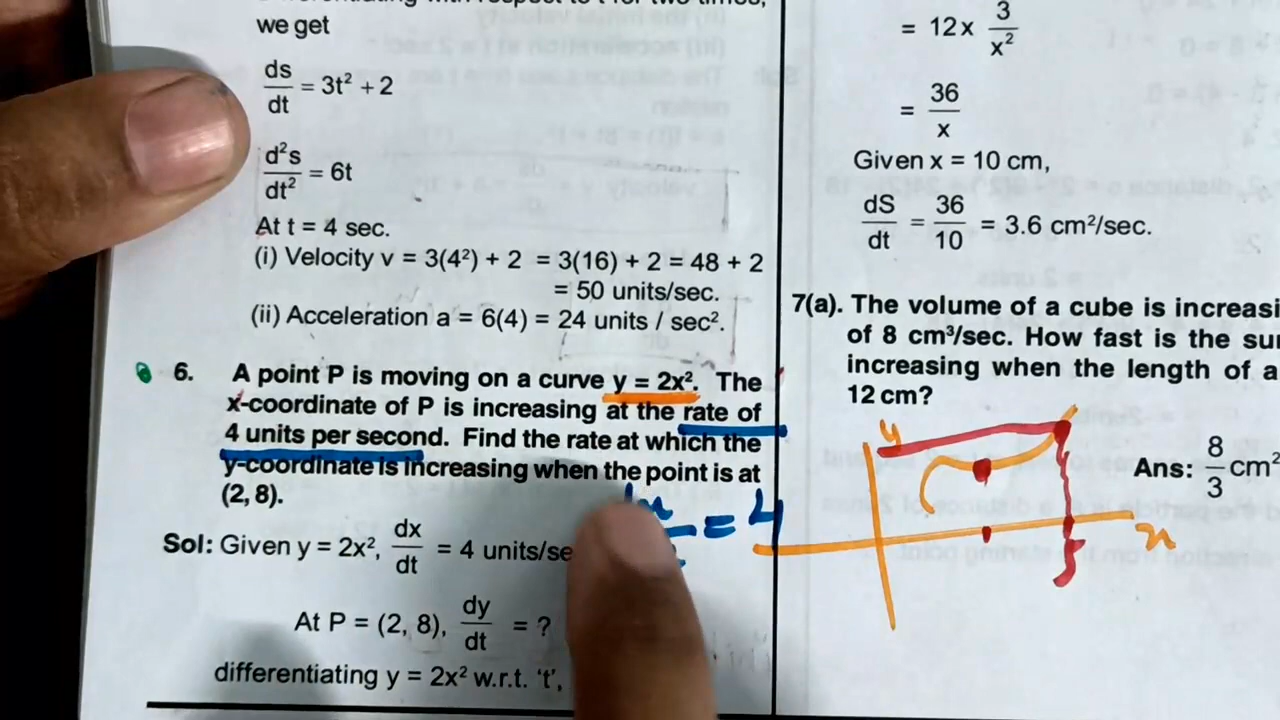 we get
ds/dt = 3t² + 2
d²s/dt² = 6t
At t = 4 sec.
(i) Velocity v = 3(4²) + 2 = 3(16) + 2 = 48 + 2
= 50 units/sec.
(ii) Acceleration a = 6(4) = 24 units / sec².
6. A point P is moving on a curve y = 2x². The
x-coordinate of P is increasing at the rate of
4 units per second. Find the rate at which the
y-coordinate is increasing when the point is at
(2, 8).
Sol: Given y = 2x², dx/dt = 4 units/se
= 4
At P = (2, 8), dy/dt = ?
differentiating y = 2x² w.r.t. 't',
= 12x 3/x²
= 36/x
Given x = 10 cm,
dS/dt = 36/10 = 3.6 cm²/sec.
7(a). The volume of a cube is increasi
of 8 cm³/sec. How fast is the su
increasing when the length of a
12 cm?
y
Ans: 8/3 cm²
x